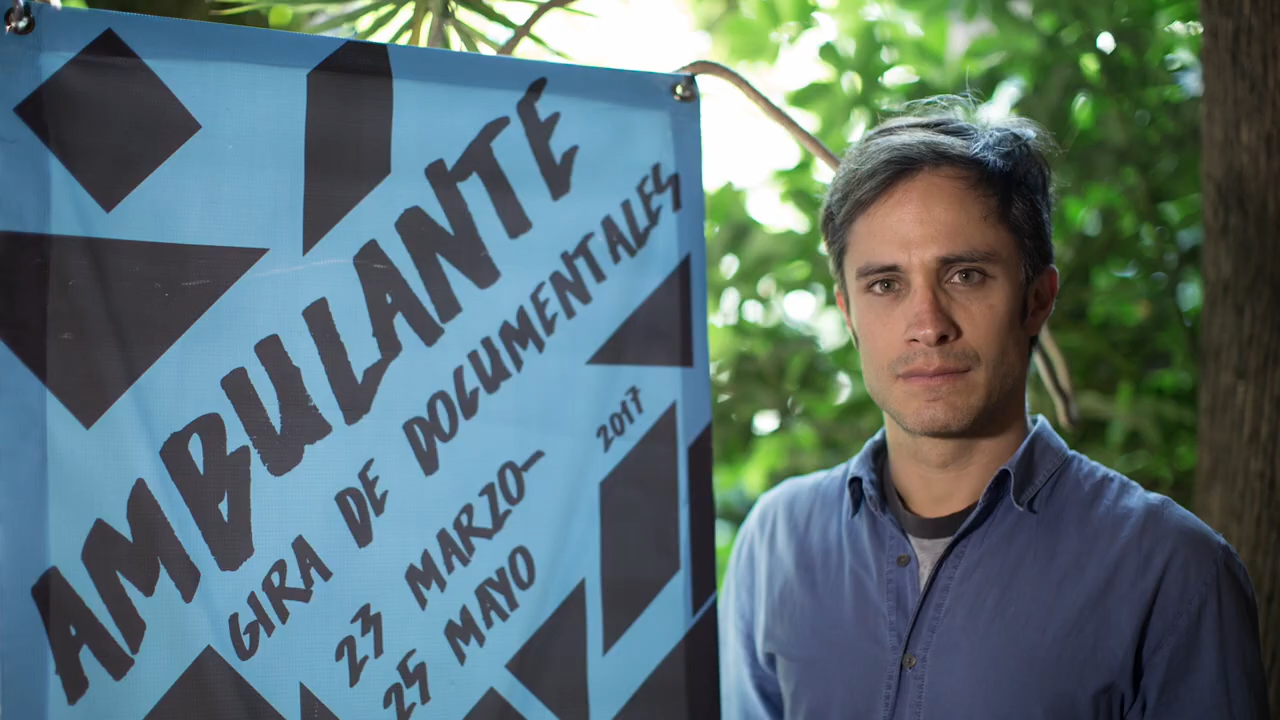 AMBULANTE
GIRA DE DOCUMENTALES
23 MARZO-
25 MAYO
2017